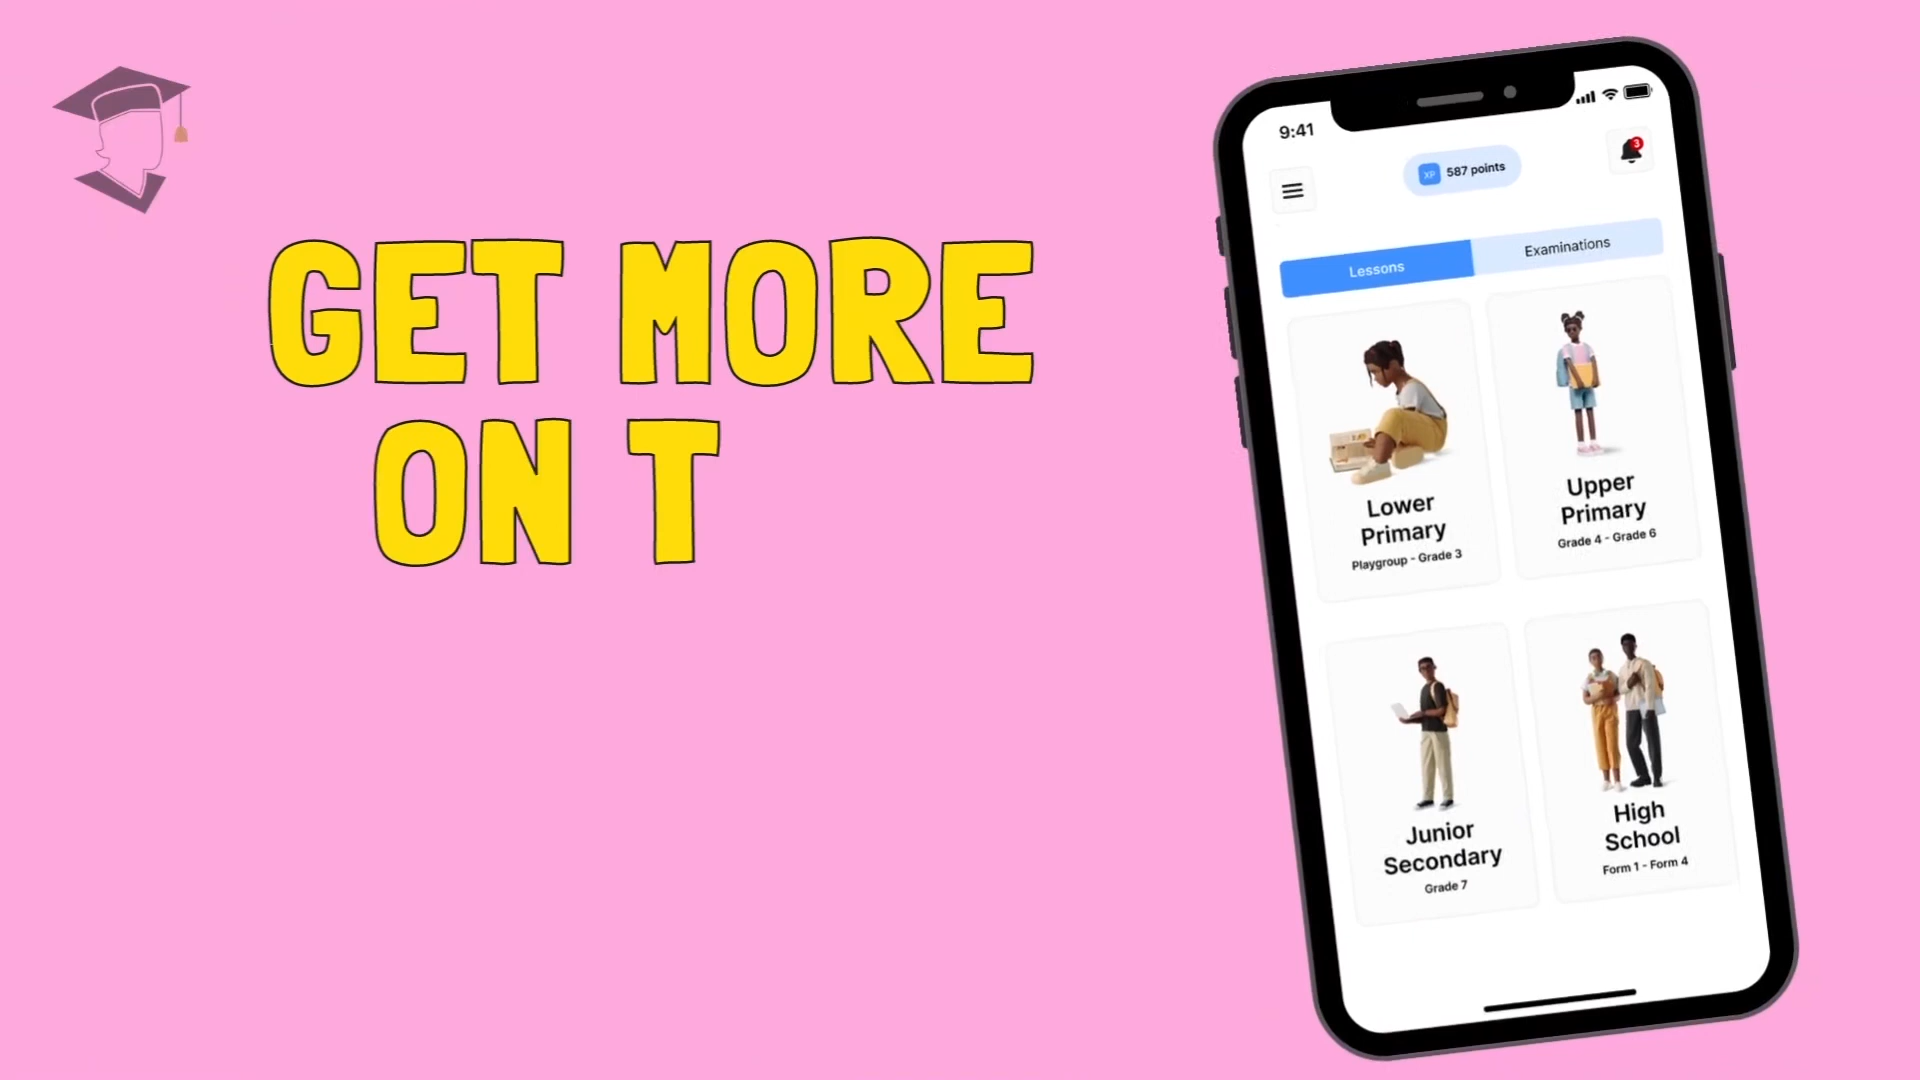 GET MORE
ON T
9:41
XP 587 points
3
Lessons
Examinations
Lower
Primary
Playgroup - Grade 3
Upper
Primary
Grade 4 - Grade 6
Junior
Secondary
Grade 7
High
School
Form 1 - Form 4